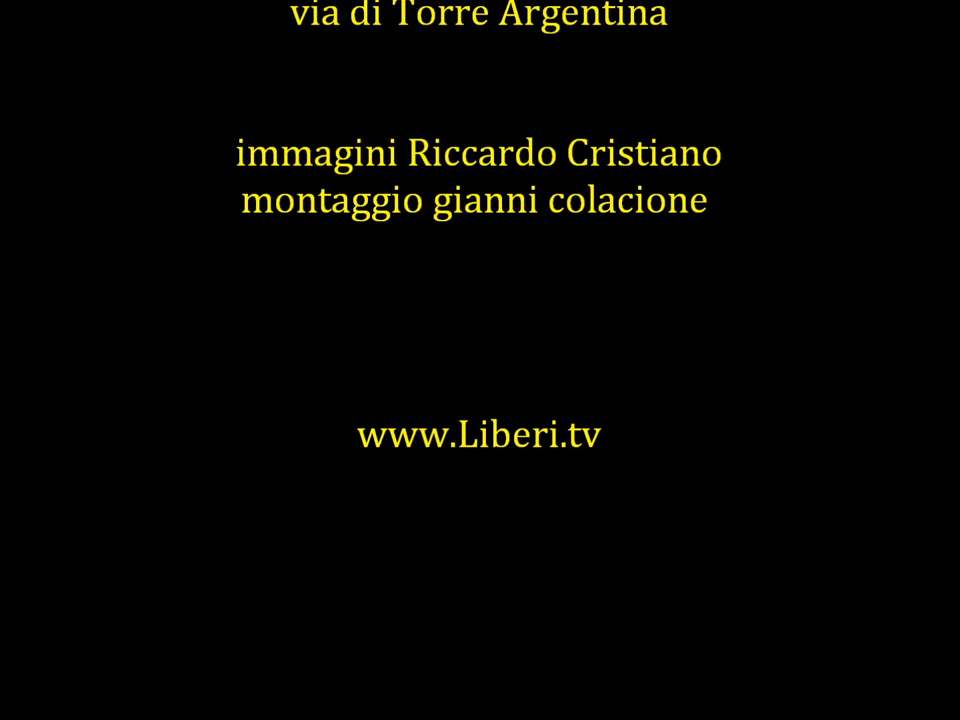 via di Torre Argentina
immagini Riccardo Cristiano
montaggio gianni colacione
www.Liberi.tv